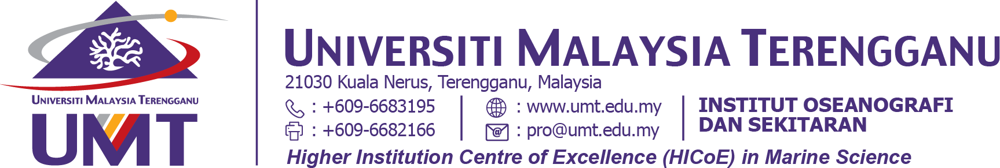 UNIVERSITI MALAYSIA TERENGGANU
UMT
UNIVERSITI MALAYSIA TERENGGANU
21030 Kuala Nerus, Terengganu, Malaysia
: +609-6683195
: +609-6682166
: www.umt.edu.my
: pro@umt.edu.my
INSTITUT OSEANOGRAFI
DAN SEKITARAN
Higher Institution Centre of Excellence (HICoE) in Marine Science